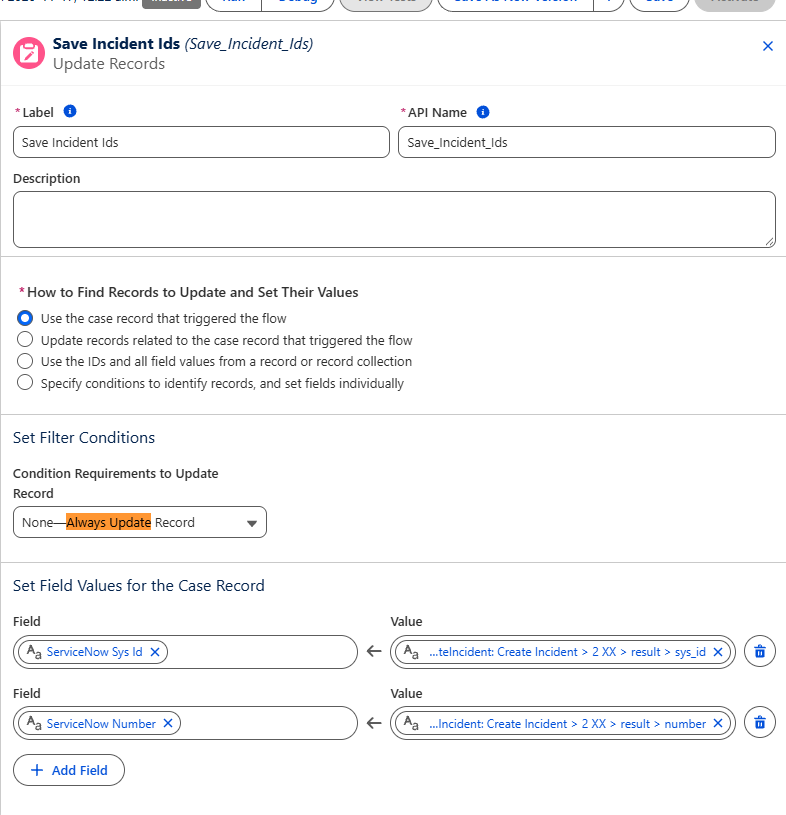 Save Incident Ids (Save_Incident_Ids)
Update Records
* Label
* API Name
Save Incident Ids
Save_Incident_Ids
Description
* How to Find Records to Update and Set Their Values
Use the case record that triggered the flow
Update records related to the case record that triggered the flow
Use the IDs and all field values from a record or record collection
Specify conditions to identify records, and set fields individually
Set Filter Conditions
Condition Requirements to Update
Record
None—Always Update Record
Set Field Values for the Case Record
Field
Value
Aa ServiceNow Sys Id
Aa ...teIncident: Create Incident > 2 XX > result > sys_id
Field
Value
Aa ServiceNow Number
Aa ...Incident: Create Incident > 2 XX > result > number
+ Add Field